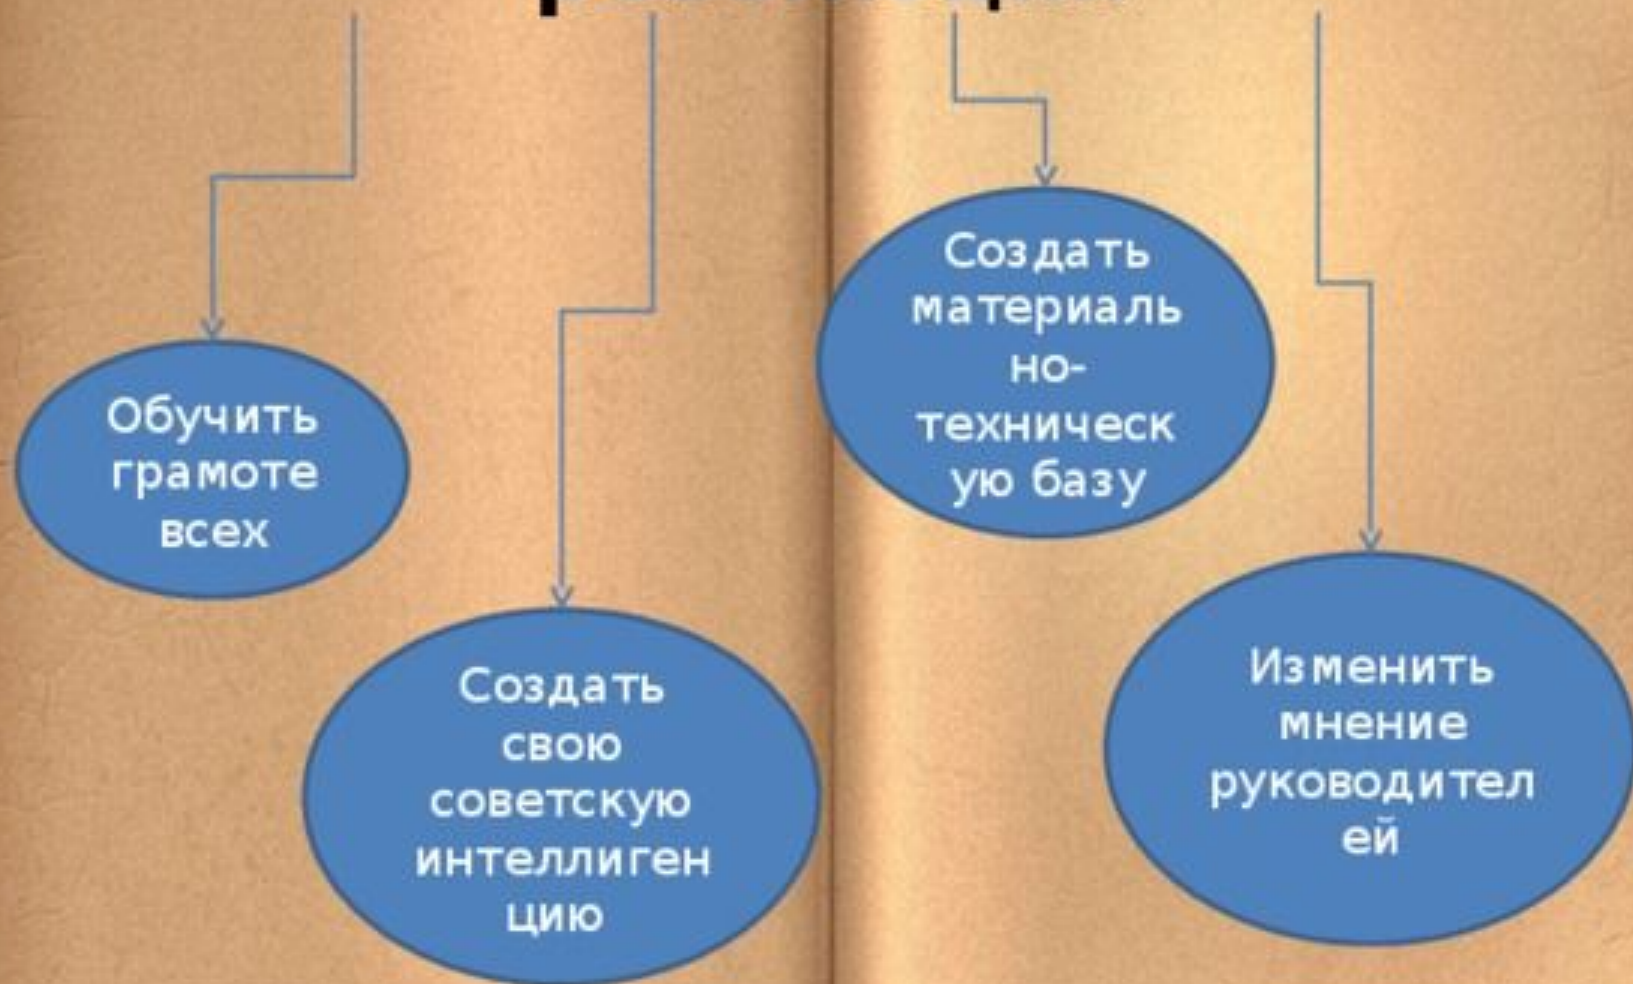 Обучить
грамоте
всех
Создать
свою
советскую
интеллиген
цию
Создать
материаль
но-
техническ
ую базу
Изменить
мнение
руководител
ей